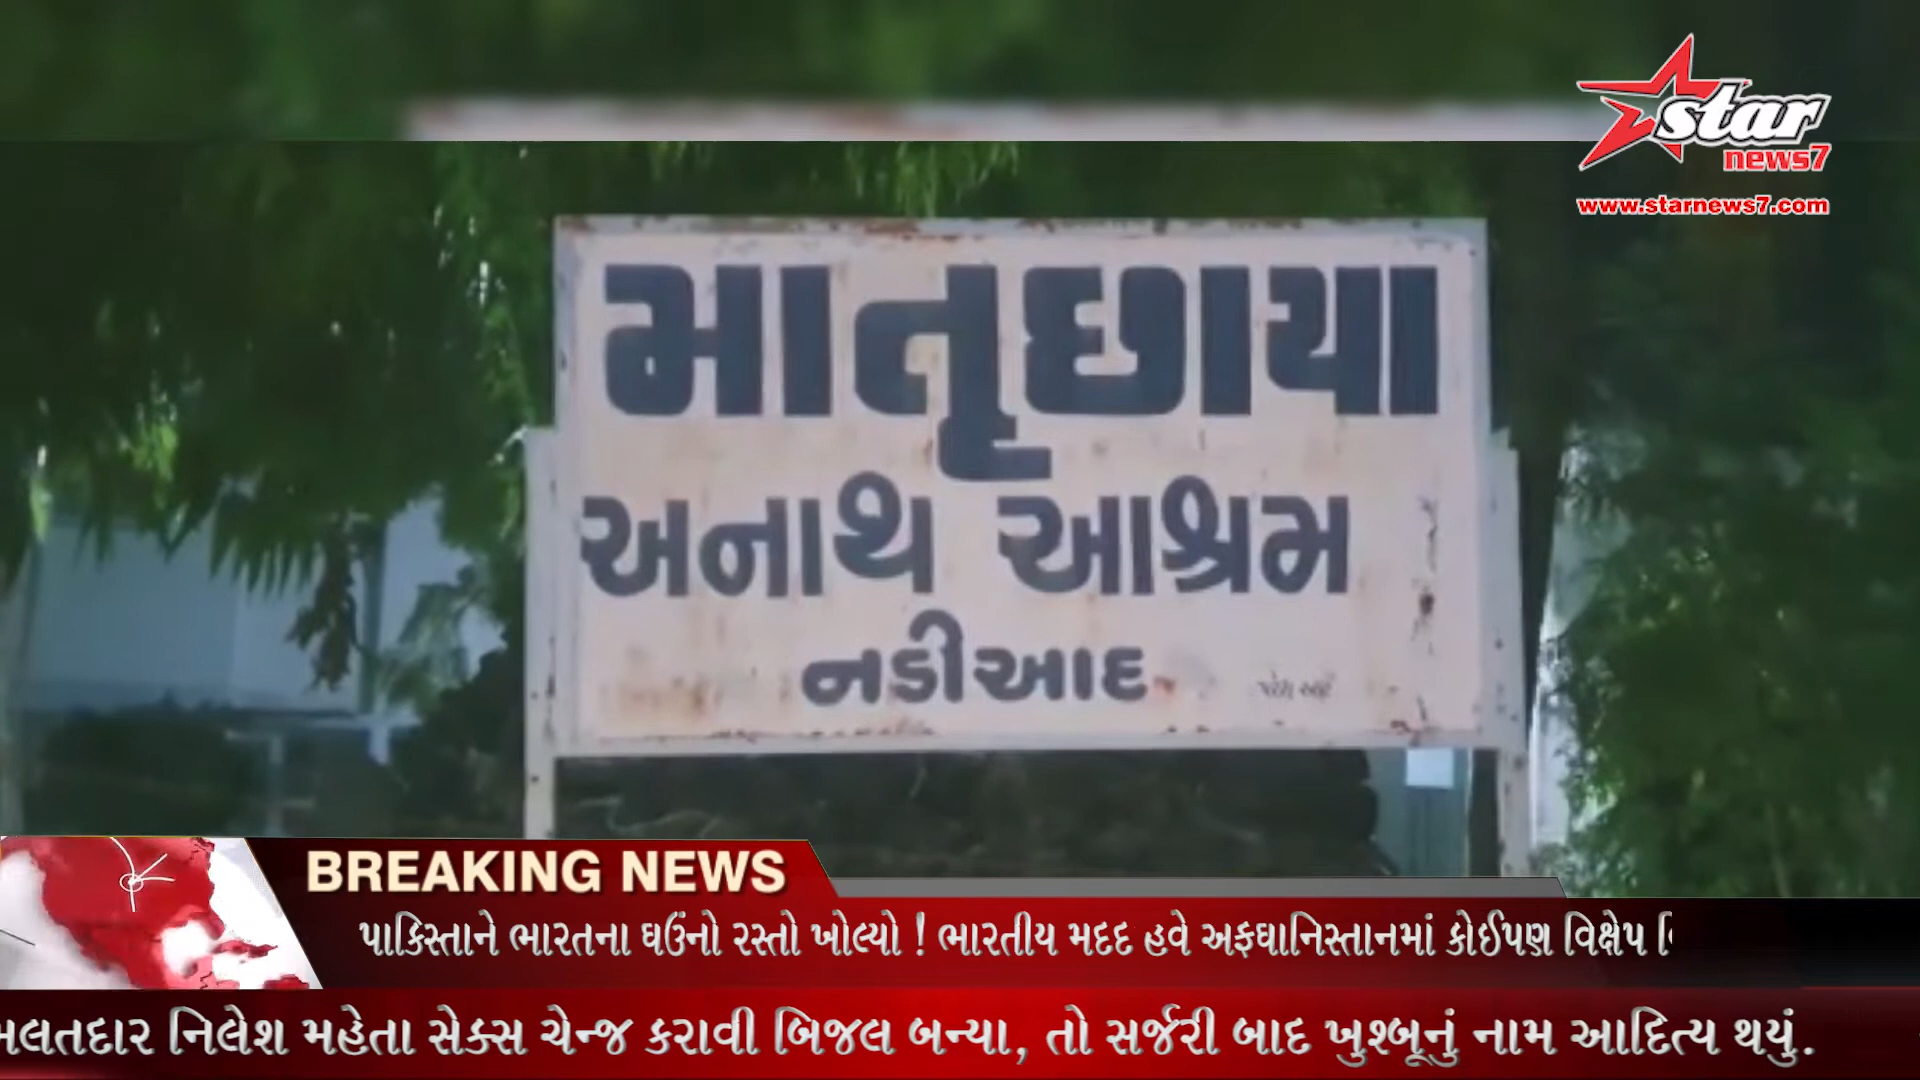 star
news7
www.starnews7.com
માતૃછાયા
અનાથ આશ્રમ
નડીઆદ
BREAKING NEWS
પાકિસ્તાને ભારતના ઘઉંનો રસ્તો ખોલ્યો ! ભારતીય મદદ હવે અફઘાનિસ્તાનમાં કોઈપણ વિક્ષેપ
નિલેશ મહેતા સેક્સ ચેન્જ કરાવી બિજલ બન્યા, તો સર્જરી બાદ ખુશ્બૂનું નામ આદિત્ય થયું.